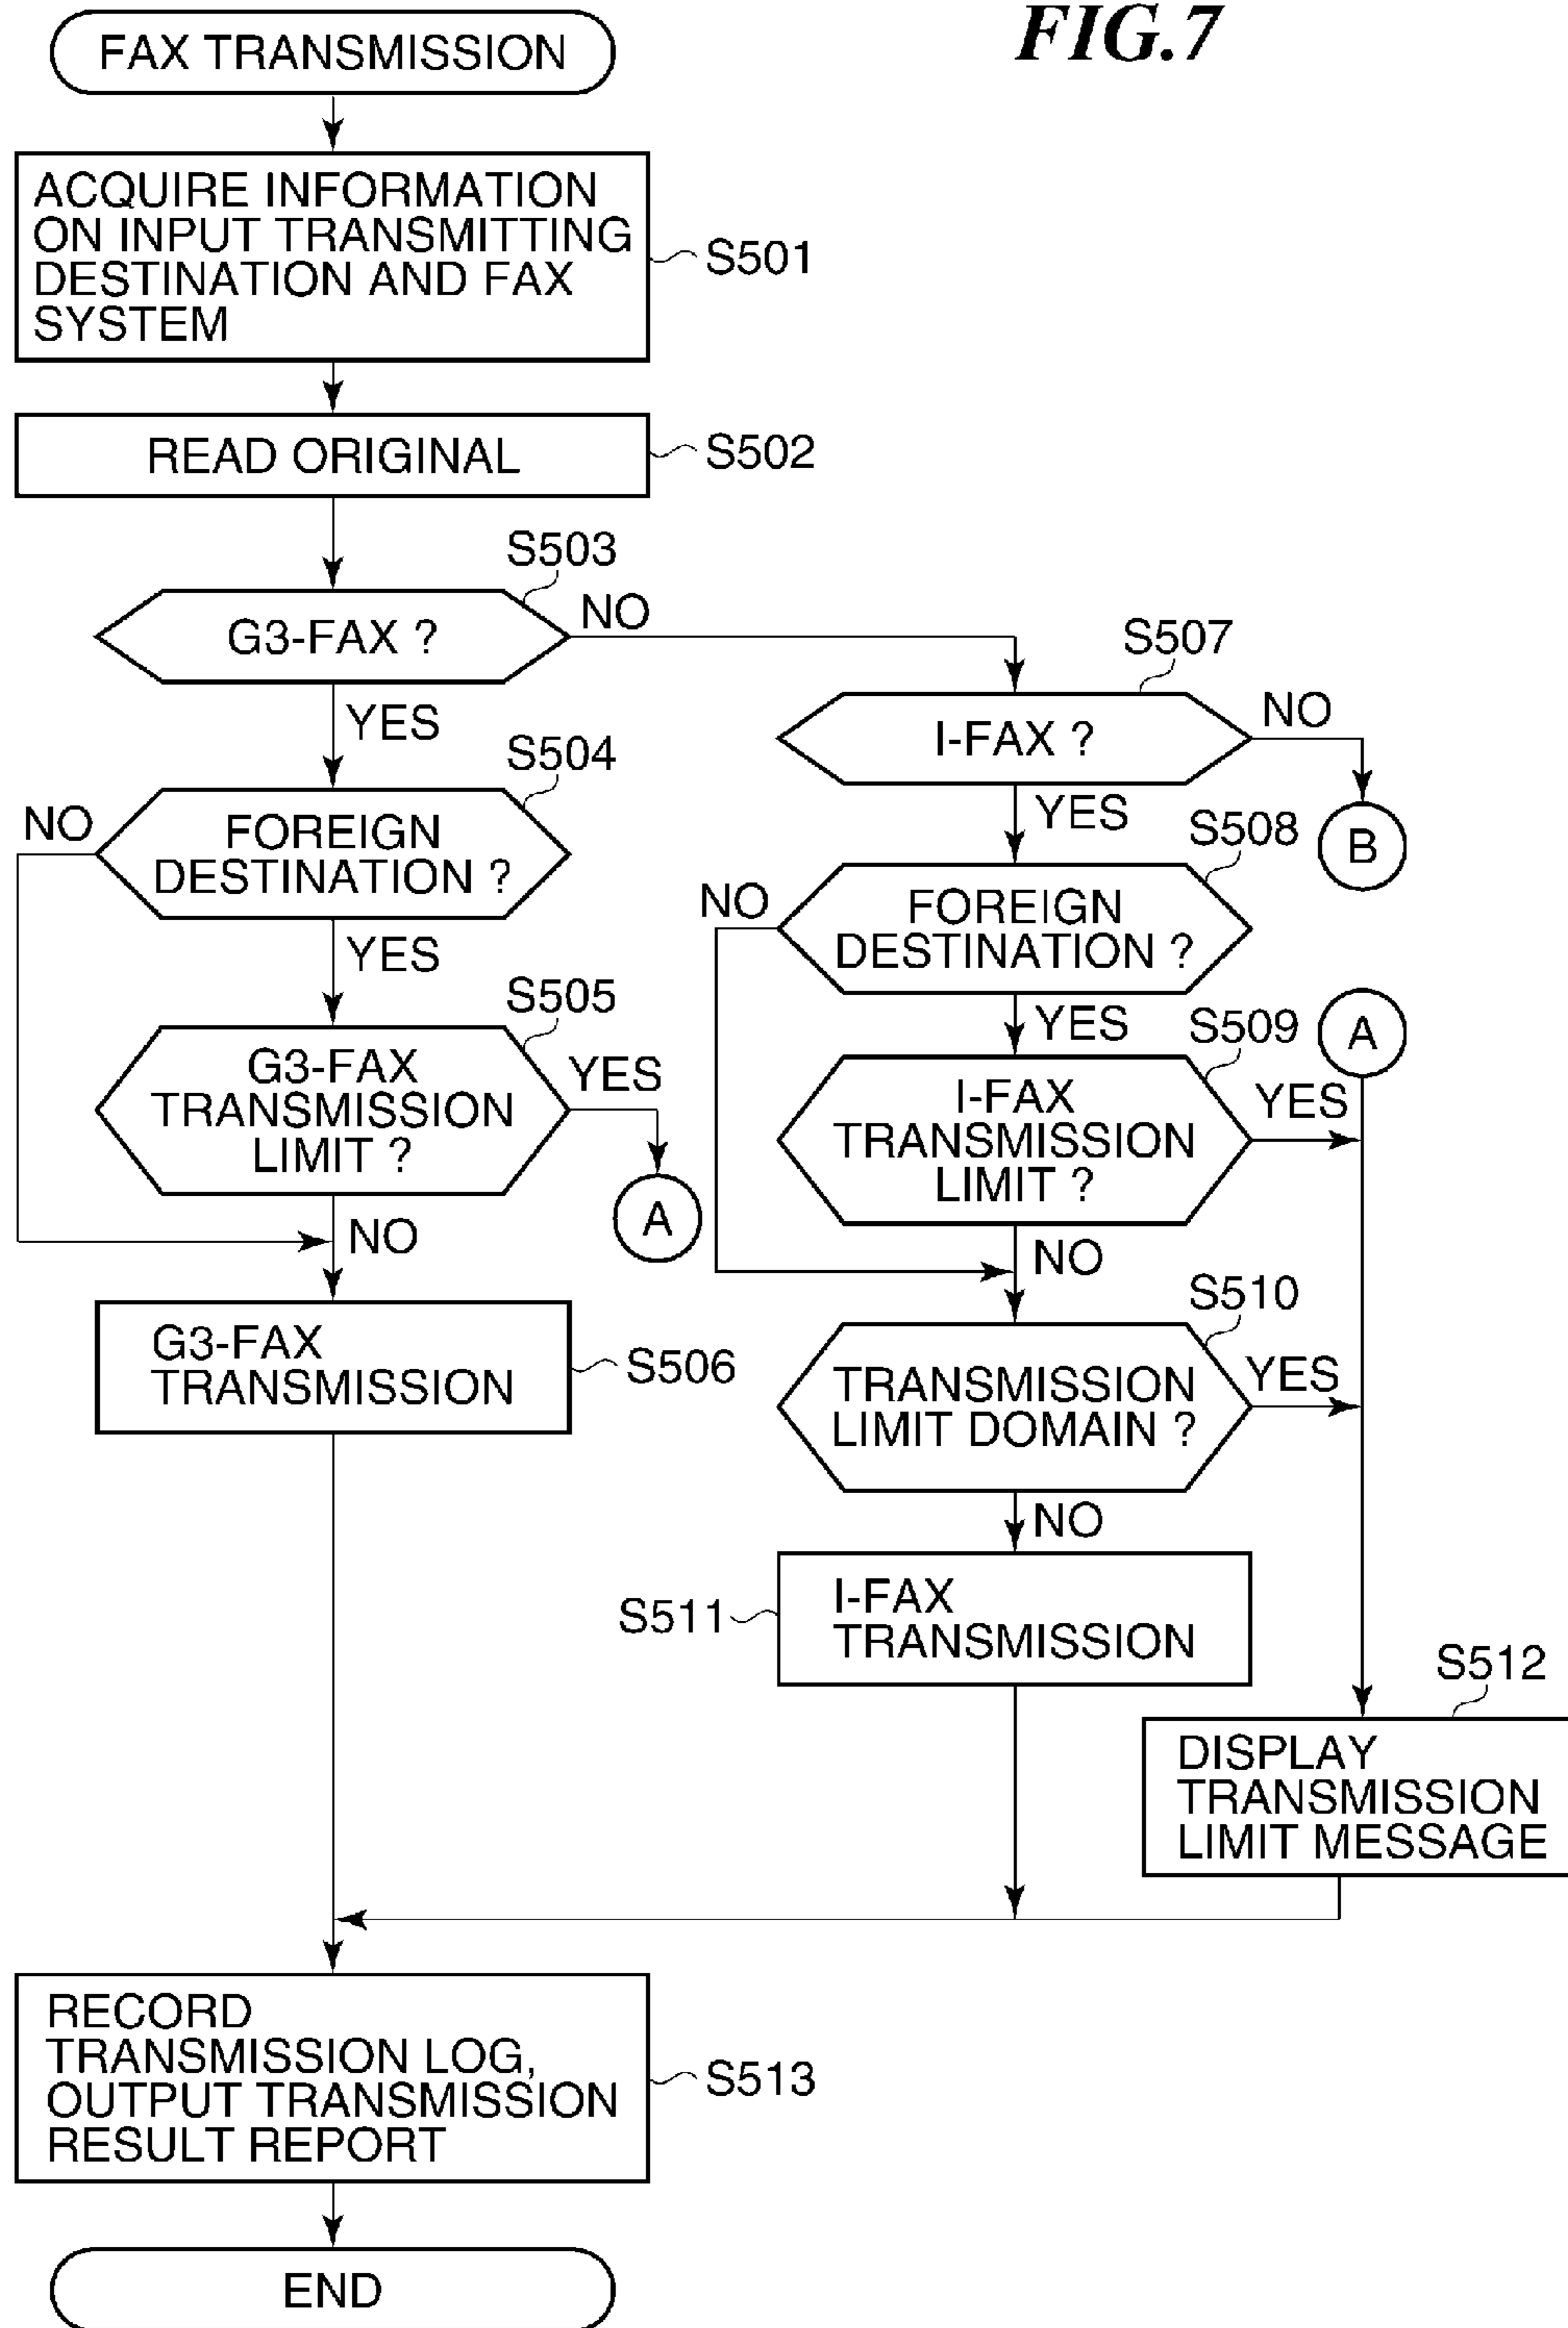 FIG.7
FAX TRANSMISSION
ACQUIRE INFORMATION
ON INPUT TRANSMITTING
DESTINATION AND FAX
SYSTEM
S501
READ ORIGINAL
S502
S503
G3-FAX ?
NO
YES
S504
FOREIGN
DESTINATION ?
NO
YES
S505
G3-FAX
TRANSMISSION
LIMIT ?
YES
A
NO
G3-FAX
TRANSMISSION
S506
S507
I-FAX ?
NO
B
YES
S508
FOREIGN
DESTINATION ?
NO
YES
S509
A
I-FAX
TRANSMISSION
LIMIT ?
YES
NO
S510
TRANSMISSION
LIMIT DOMAIN ?
YES
NO
I-FAX
TRANSMISSION
S511
S512
DISPLAY
TRANSMISSION
LIMIT MESSAGE
RECORD
TRANSMISSION LOG,
OUTPUT TRANSMISSION
RESULT REPORT
S513
END